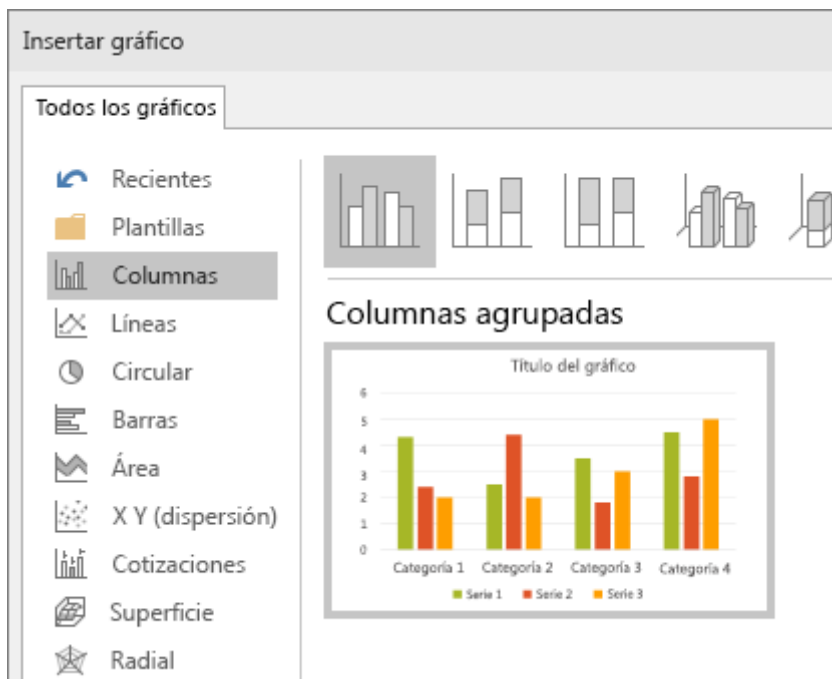 Insertar gráfico
Todos los gráficos
Recientes
Plantillas
Columnas
Líneas
Circular
Barras
Área
X Y (dispersión)
Cotizaciones
Superficie
Radial
Columnas agrupadas
Título del gráfico
6
5
4
3
2
1
0
Categoría 1 Categoría 2 Categoría 3 Categoría 4
Serie 1 Serie 2 Serie 3